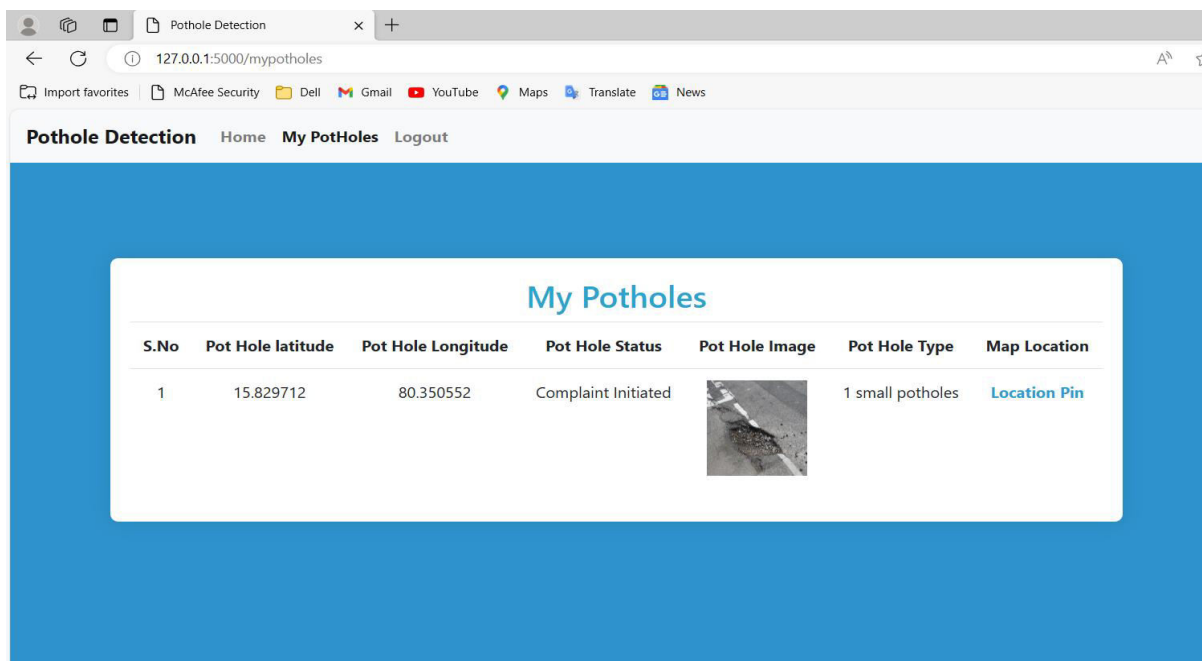 Pothole Detection
127.0.0.1:5000/mypotholes
Import favorites McAfee Security Dell Gmail YouTube Maps Translate News
Pothole Detection Home My PotHoles Logout
My Potholes
S.No Pot Hole latitude Pot Hole Longitude Pot Hole Status Pot Hole Image Pot Hole Type Map Location
1 15.829712 80.350552 Complaint Initiated 1 small potholes Location Pin